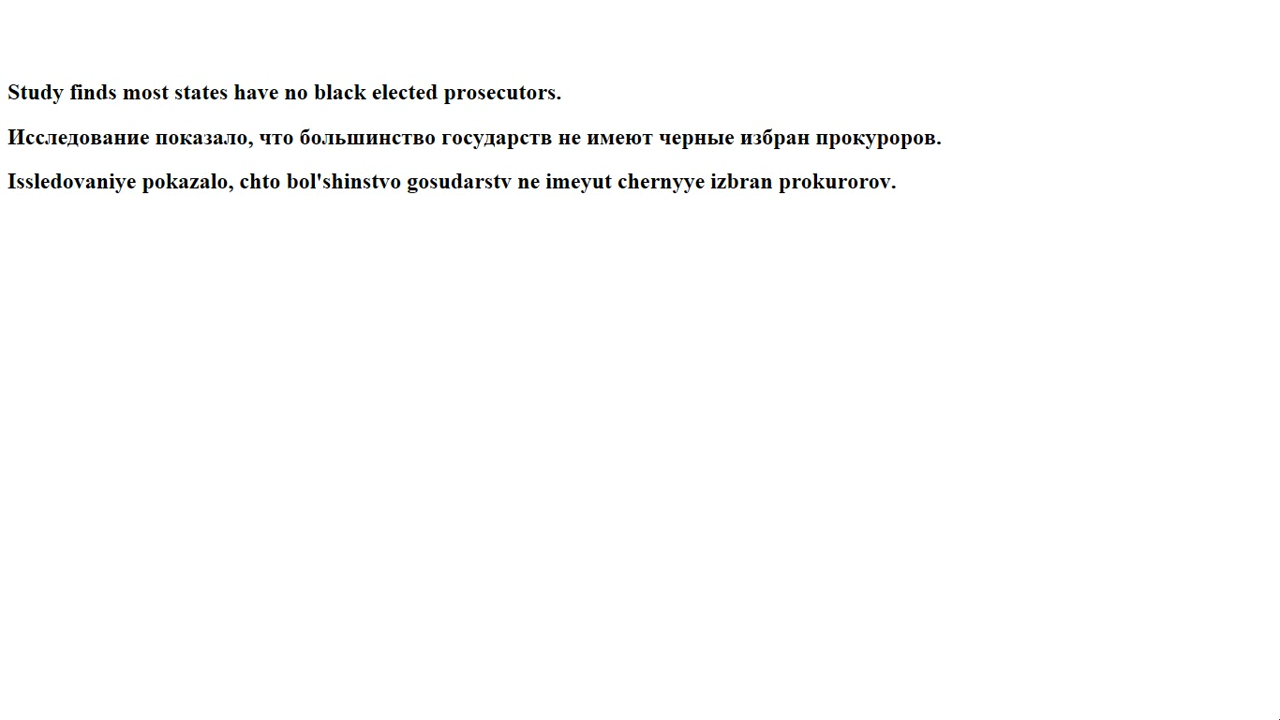 Study finds most states have no black elected prosecutors.
Исследование показало, что большинство государств не имеют черные избран прокуроров.
Issledovaniye pokazalo, chto bol'shinstvo gosudarstv ne imeyut chernyye izbran prokurorov.